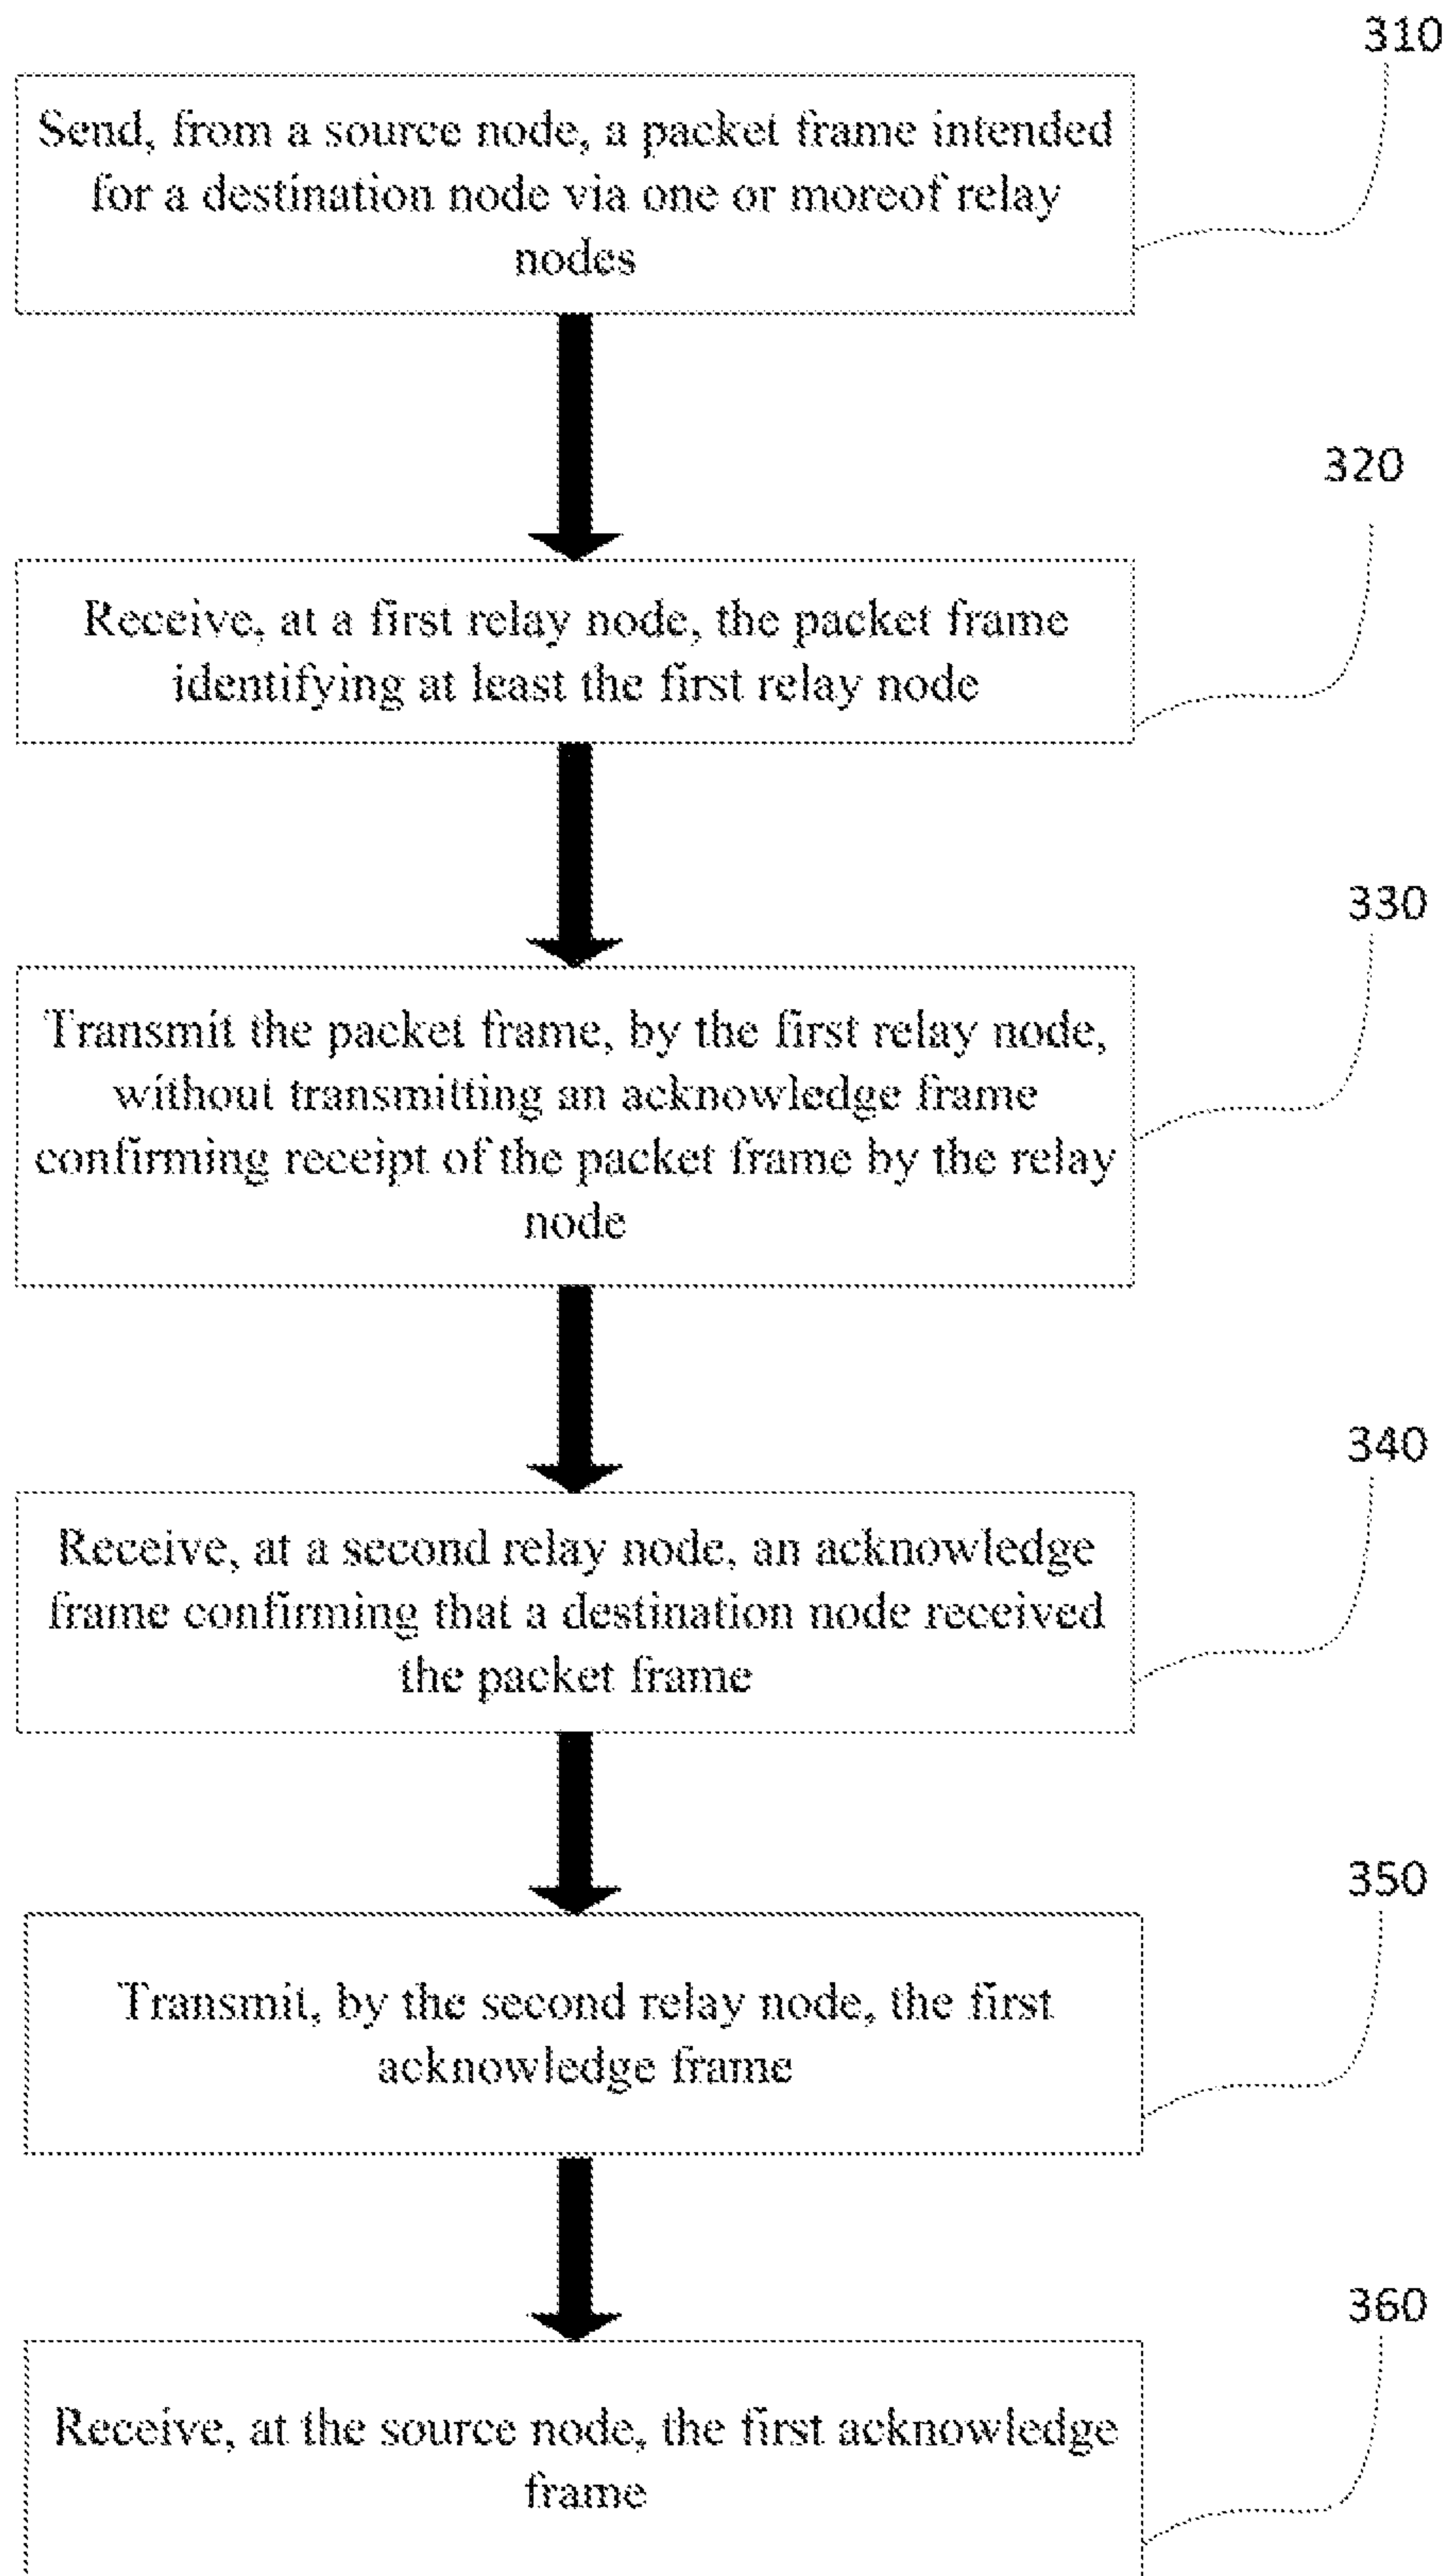 310
Send, from a source node, a packet frame intended
for a destination node via one or moreof relay
nodes
320
Receive, at a first relay node, the packet frame
identifying at least the first relay node
330
Transmit the packet frame, by the first relay node,
without transmitting an acknowledge frame
confirming receipt of the packet frame by the relay
node
340
Receive, at a second relay node, an acknowledge
frame confirming that a destination node received
the packet frame
350
Transmit, by the second relay node, the first
acknowledge frame
360
Receive, at the source node, the first acknowledge
frame